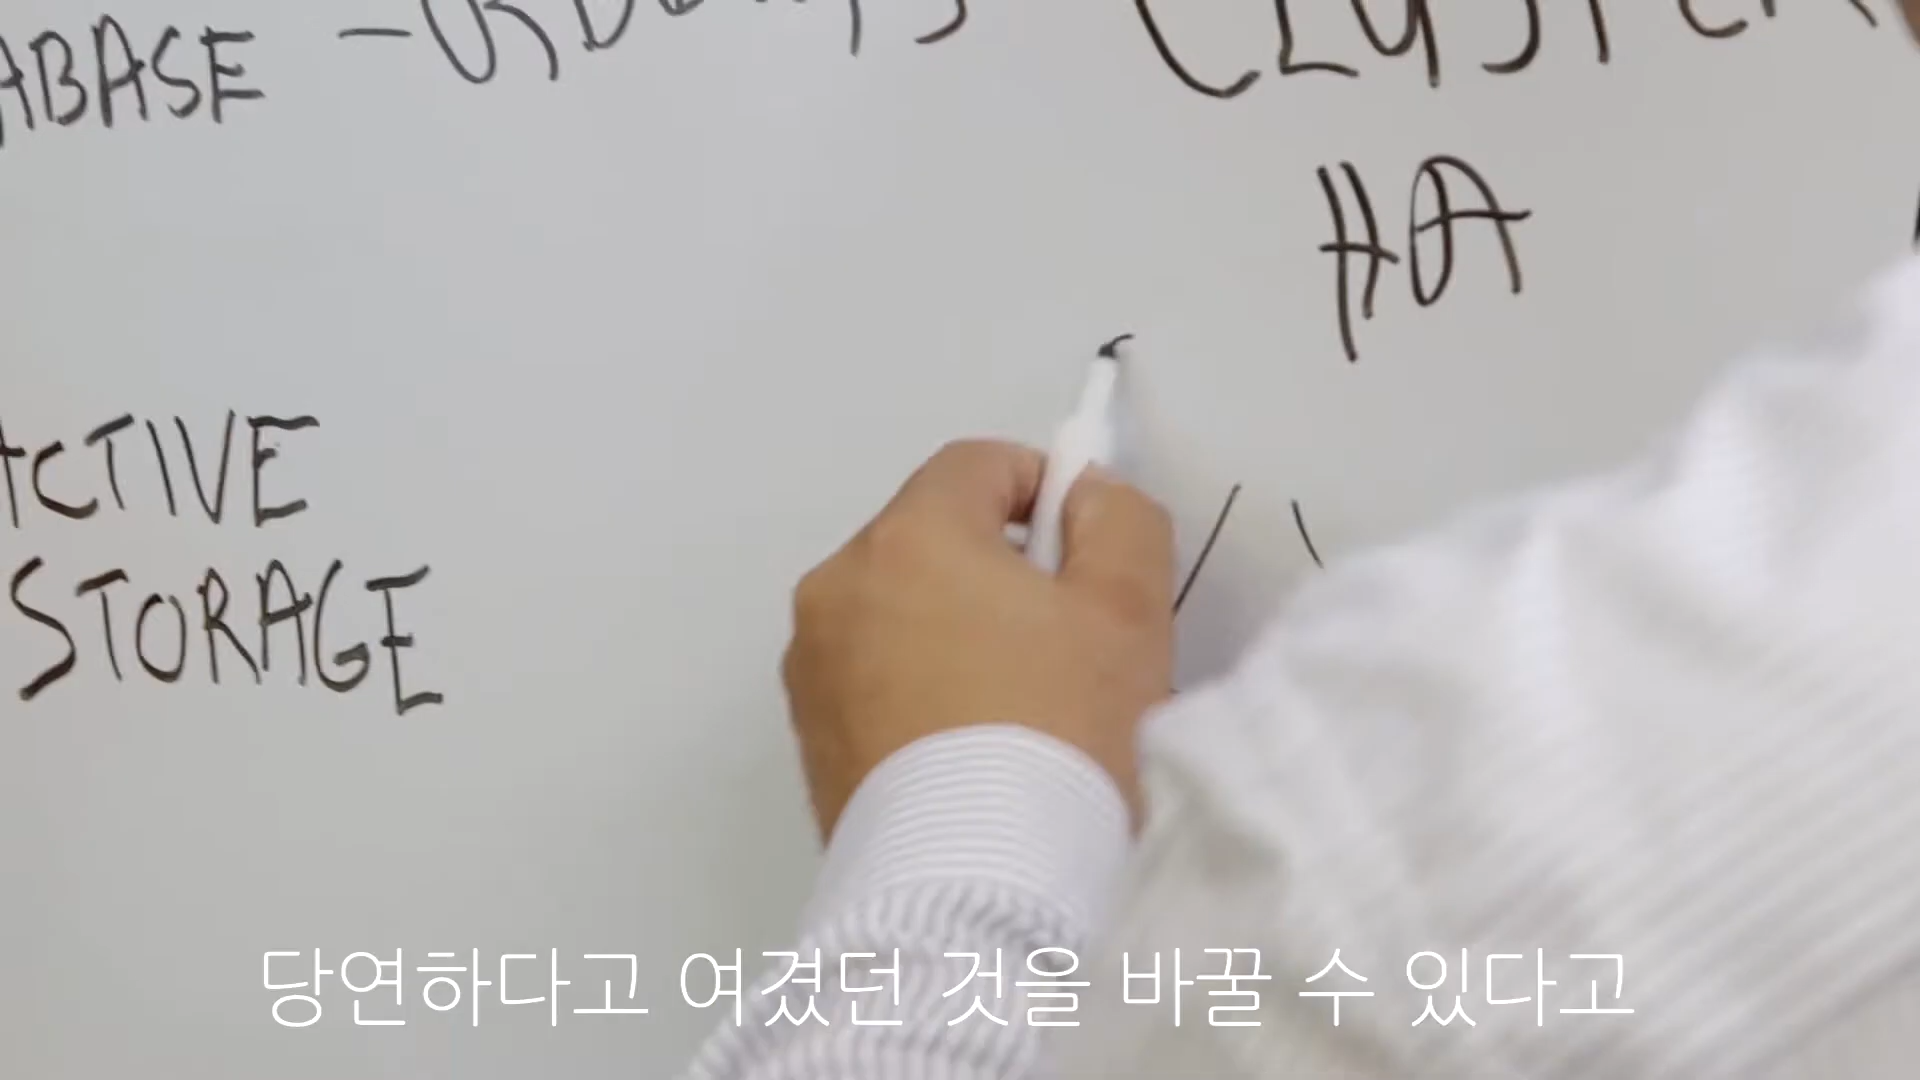 ABASE -
CLUSTER
HA
ACTIVE
STORAGE
당연하다고 여겼던 것을 바꿀 수 있다고